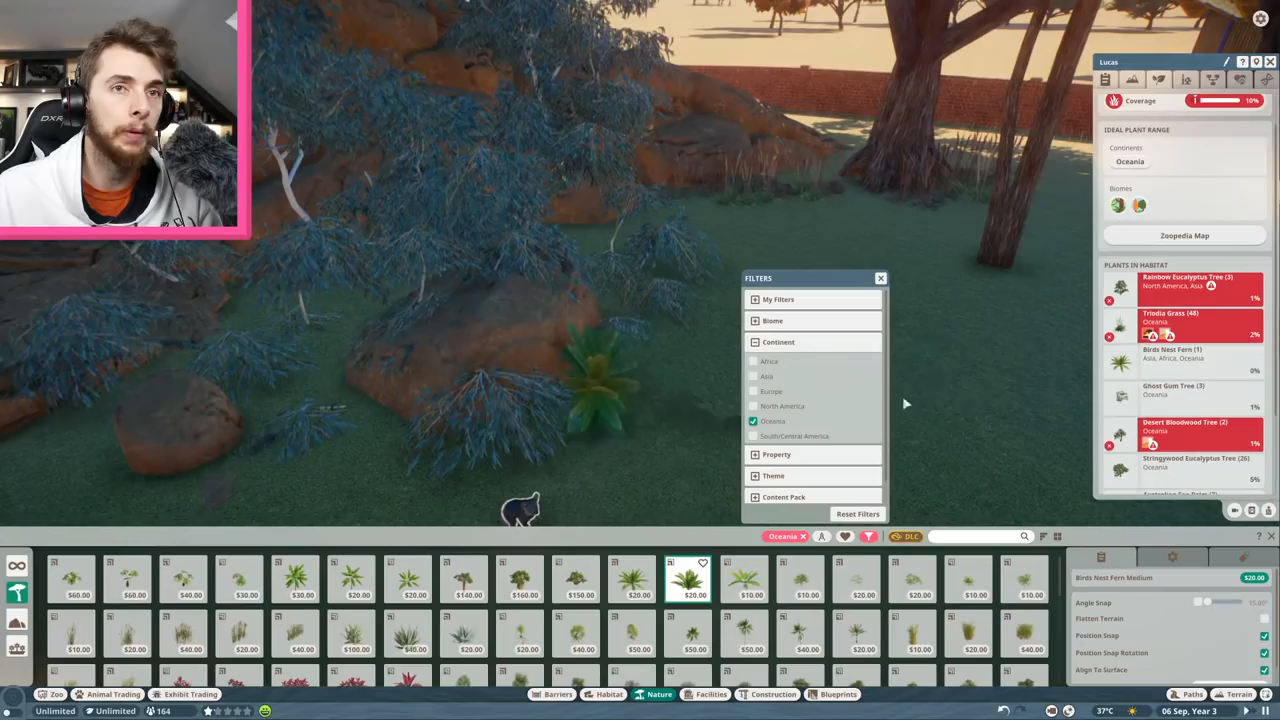 DXR
Lucas
Coverage
10%
IDEAL PLANT RANGE
Continents
Oceania
Biomes
Zoopedia Map
PLANTS IN HABITAT
Rainbow Eucalyptus Tree (3)
North America, Asia
1%
Triodia Grass (48)
Oceania
2%
Birds Nest Fern (1)
Asia, Africa, Oceania
0%
Ghost Gum Tree (3)
Oceania
1%
Desert Bloodwood Tree (2)
Oceania
1%
Stringywood Eucalyptus Tree (26)
Oceania
5%
FILTERS
My Filters
Biome
Continent
Africa
Asia
Europe
North America
Oceania
South/Central America
Property
Theme
Content Pack
Reset Filters
Oceania
DLC
$60.00 $60.00 $40.00 $30.00 $30.00 $20.00 $20.00 $140.00 $160.00 $150.00 $20.00 $20.00 $10.00 $10.00 $20.00 $10.00 $20.00 $10.00
$10.00 $20.00 $40.00 $20.00 $40.00 $100.00 $40.00 $20.00 $20.00 $40.00 $50.00 $50.00 $40.00 $20.00 $20.00 $10.00 $20.00 $40.00
Birds Nest Fern Medium
$20.00
Angle Snap
Flatten Terrain
Position Snap
Position Snap Rotation
Align To Surface
Zoo
Animal Trading
Exhibit Trading
Barriers
Habitat
Nature
Facilities
Construction
Blueprints
Paths
Terrain
Unlimited
Unlimited
164
37°C
06 Sep, Year 3